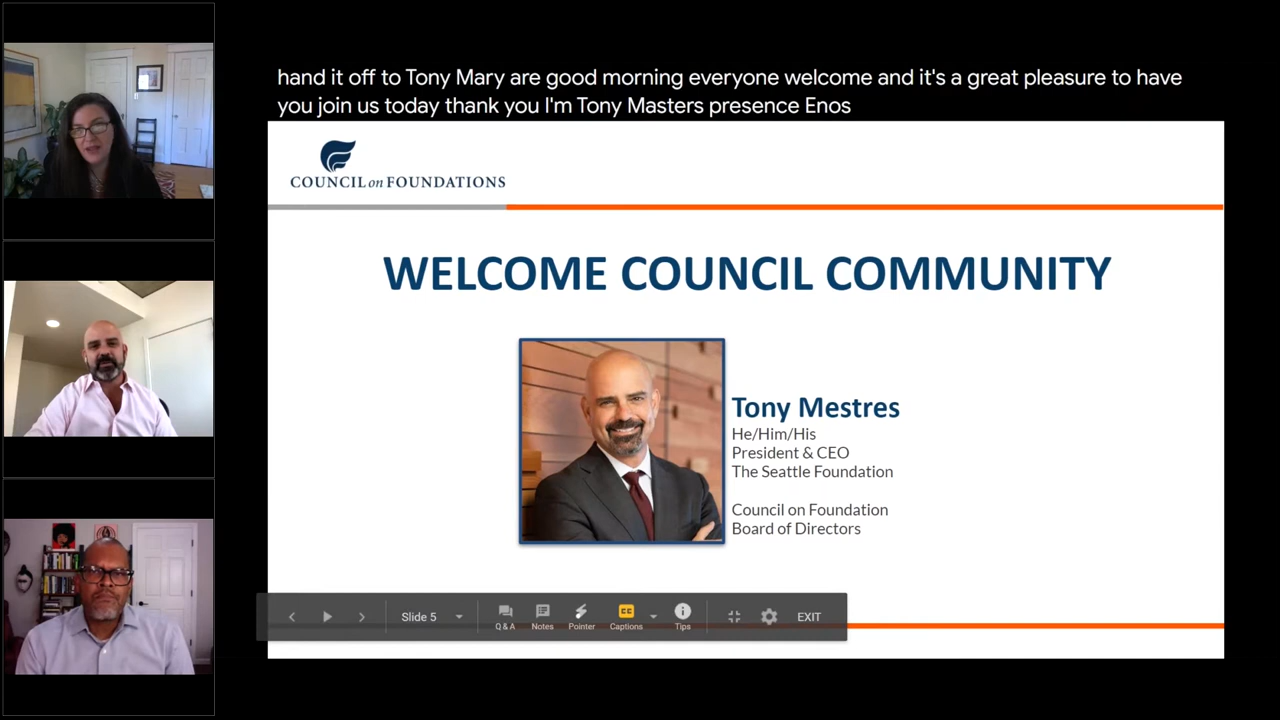 hand it off to Tony Mary are good morning everyone welcome and it's a great pleasure to have
you join us today thank you I'm Tony Masters presence Enos
COUNCIL on FOUNDATIONS
WELCOME COUNCIL COMMUNITY
Tony Mestres
He/Him/His
President & CEO
The Seattle Foundation
Council on Foundation
Board of Directors
Slide 5
Q & A
Notes
Pointer
CC
Captions
Tips
EXIT